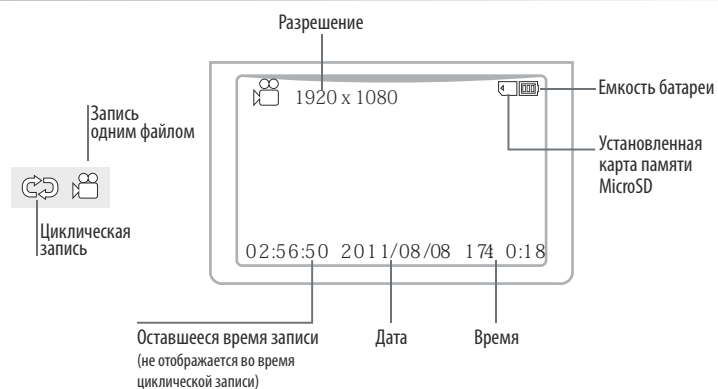 Разрешение
1920 x 1080
Емкость батареи
Запись
одним файлом
Установленная
карта памяти
MicroSD
Циклическая
запись
02:56:50 2011/08/08 174 0:18
Оставшееся время записи
(не отображается во время
циклической записи)
Дата
Время